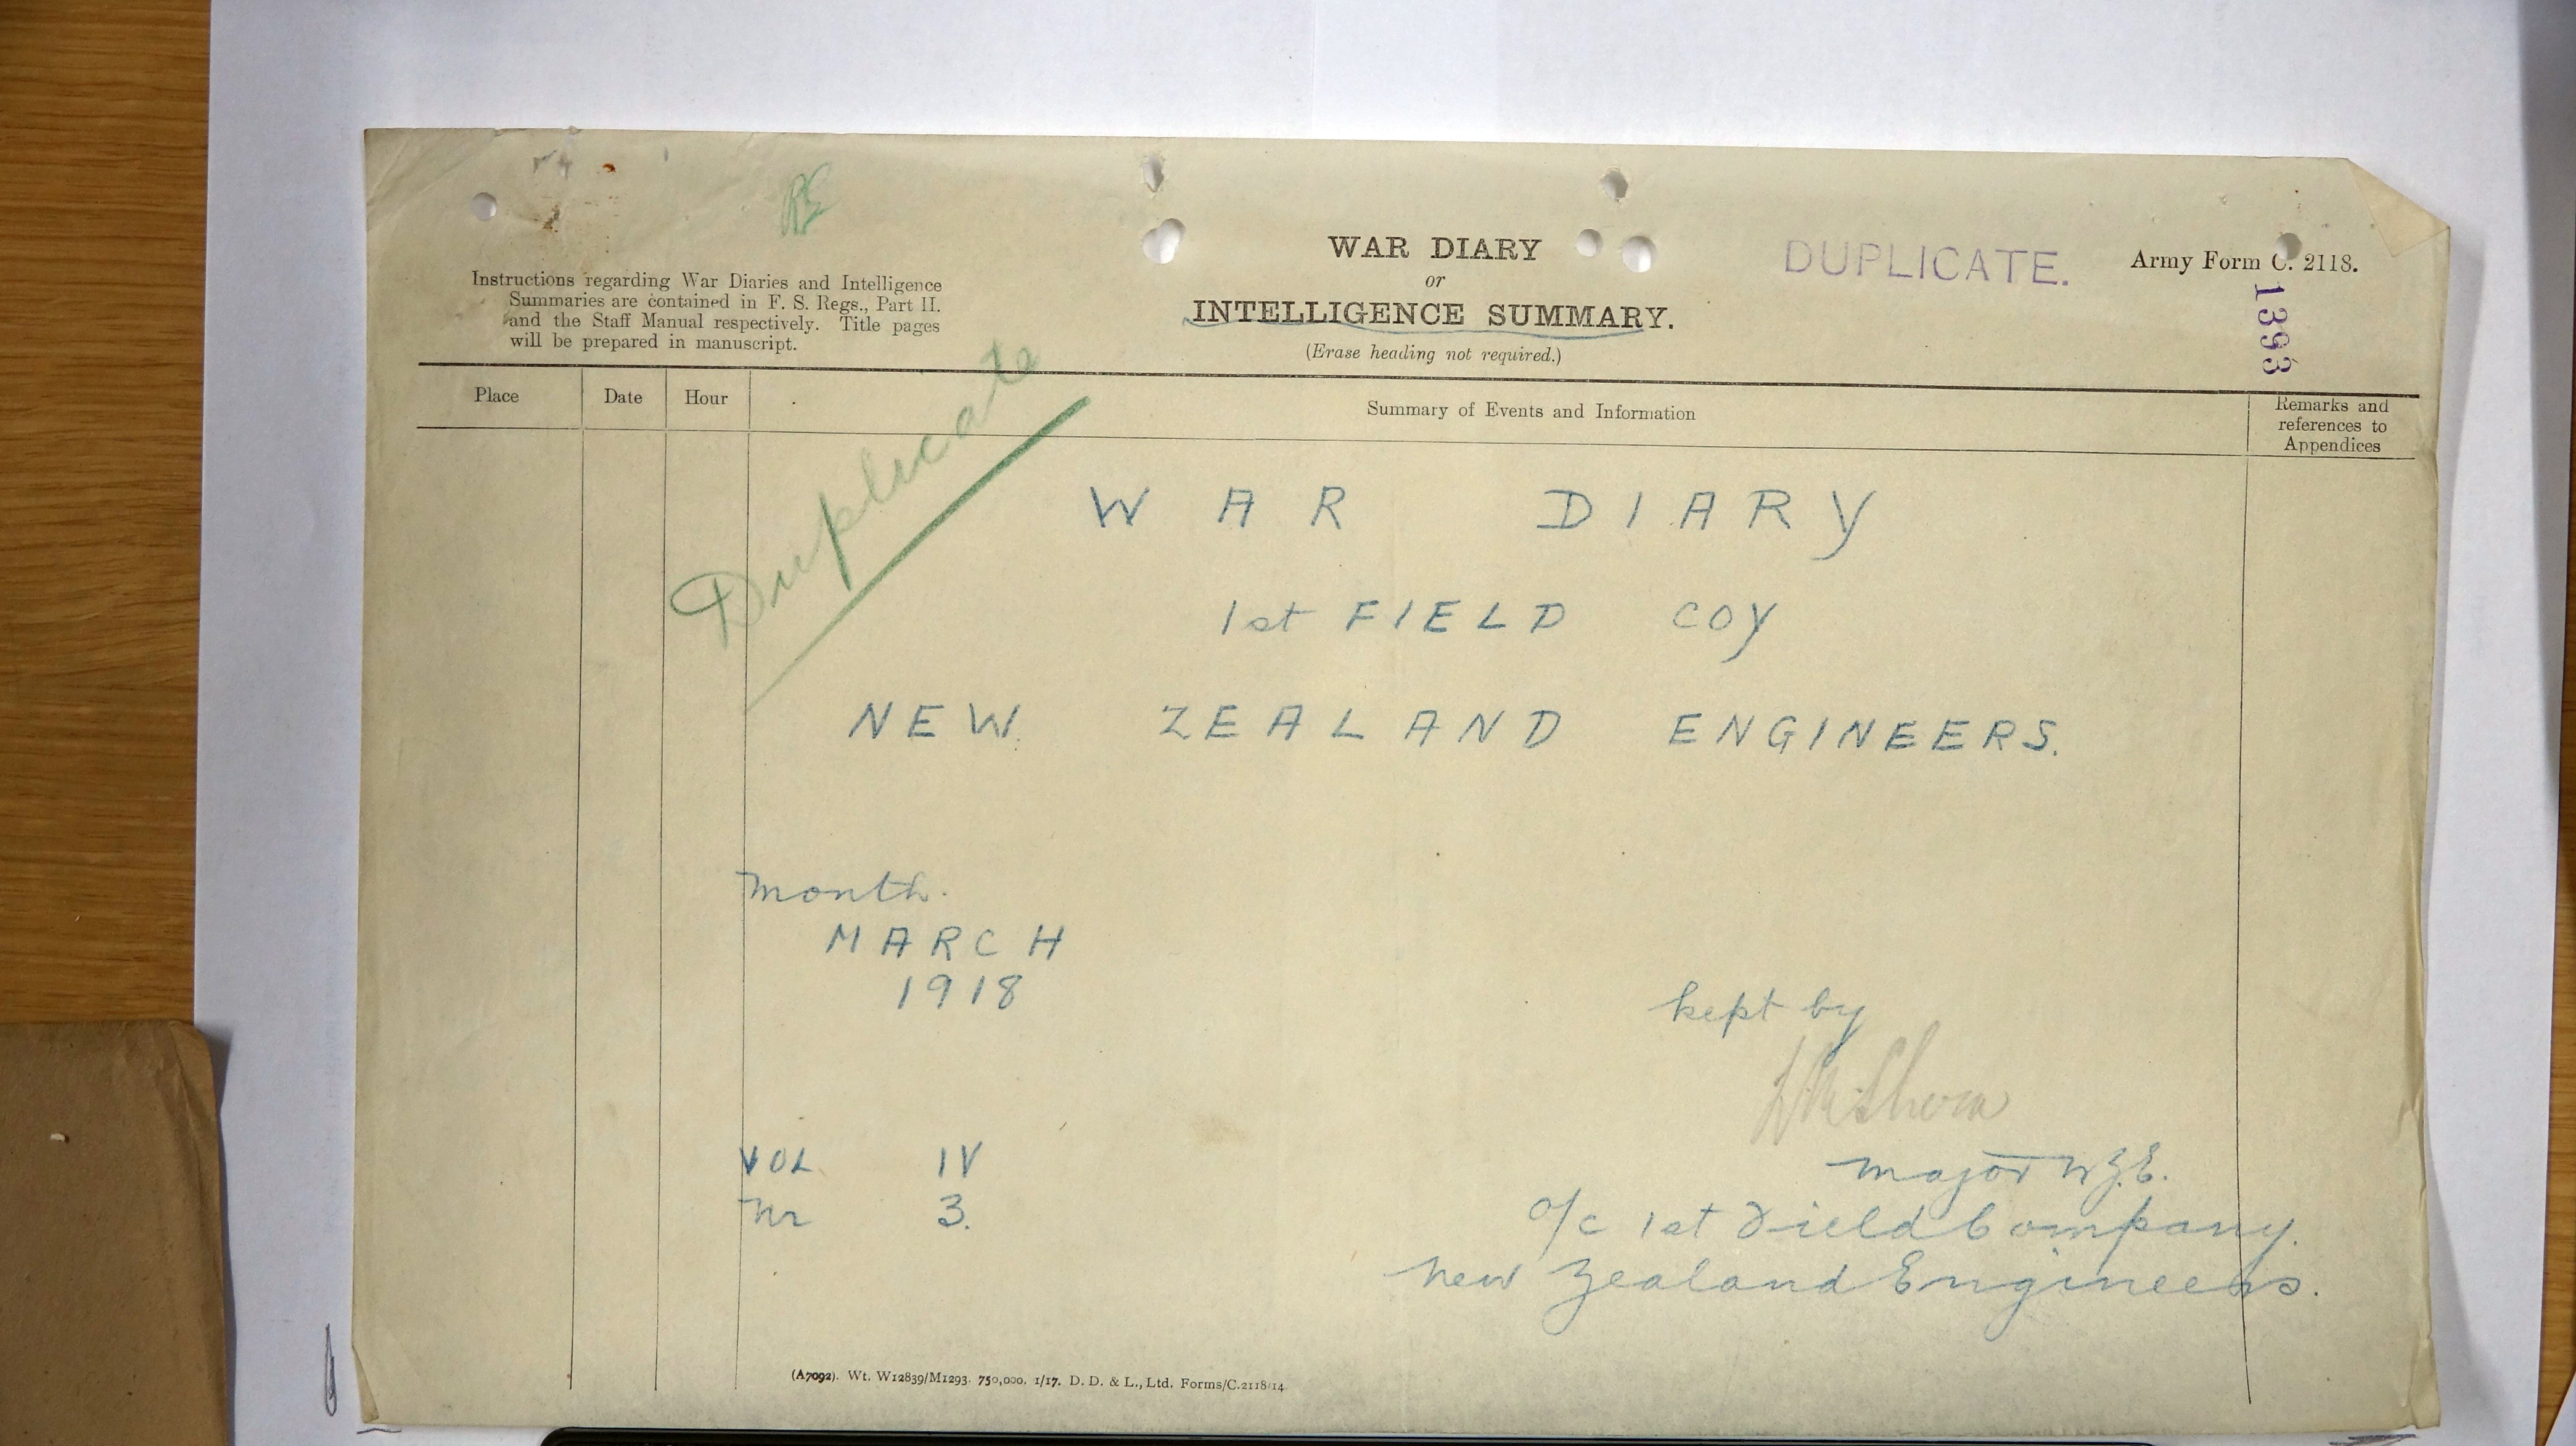 WAR DIARY
or
INTELLIGENCE SUMMARY.
(Erase heading not required.)
DUPLICATE.
Army Form C. 2118.
1393
Instructions regarding War Diaries and Intelligence
Summaries are contained in F. S. Regs., Part II.
and the Staff Manual respectively. Title pages
will be prepared in manuscript.
Place
Date
Hour
Summary of Events and Information
Remarks and
references to
Appendices
Duplicate
WAR DIARY
1st FIELD COY
NEW ZEALAND ENGINEERS.
Month.
MARCH
1918
kept by
Major N.Z.E.
O/C 1st Field Company.
New Zealand Engineers.
VOL IV
Nr 3.
(A7092). Wt. W12839/M1293. 750,000. 1/17. D. D. & L., Ltd. Forms/C.2118/14.